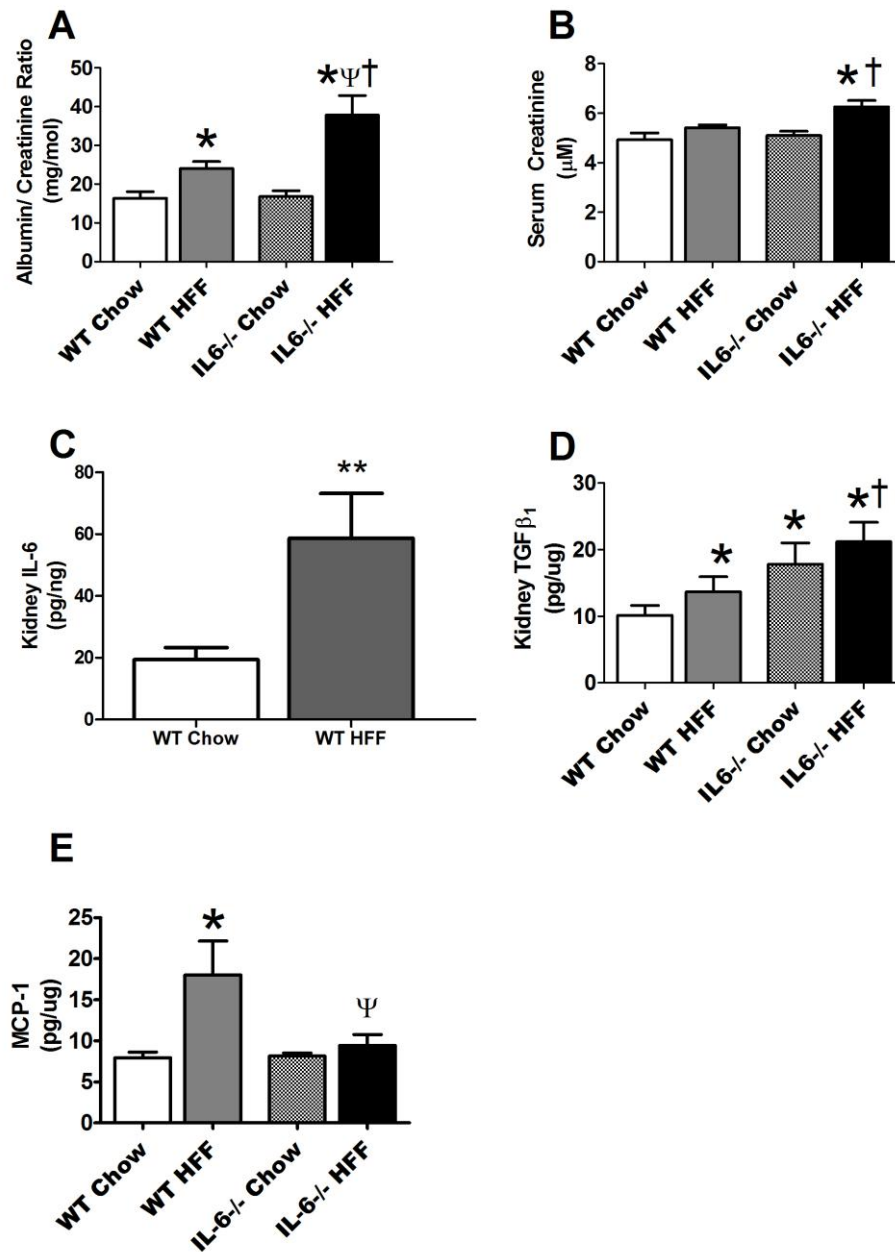 A
Albumin/ Creatinine Ratio
(mg/mol)
50
40
30
20
10
0
*
*Ψ†
WT Chow
WT HFF
IL6-/- Chow
IL6-/- HFF
B
Serum Creatinine
(μM)
8
6
4
2
0
*†
WT Chow
WT HFF
IL6-/- Chow
IL6-/- HFF
C
Kidney IL-6
(pg/ng)
80
60
40
20
0
**
WT Chow
WT HFF
D
Kidney TGFβ1
(pg/ug)
30
20
10
0
*
*
*†
WT Chow
WT HFF
IL6-/- Chow
IL6-/- HFF
E
MCP-1
(pg/ug)
25
20
15
10
5
0
*
Ψ
WT Chow
WT HFF
IL-6-/- Chow
IL-6-/- HFF